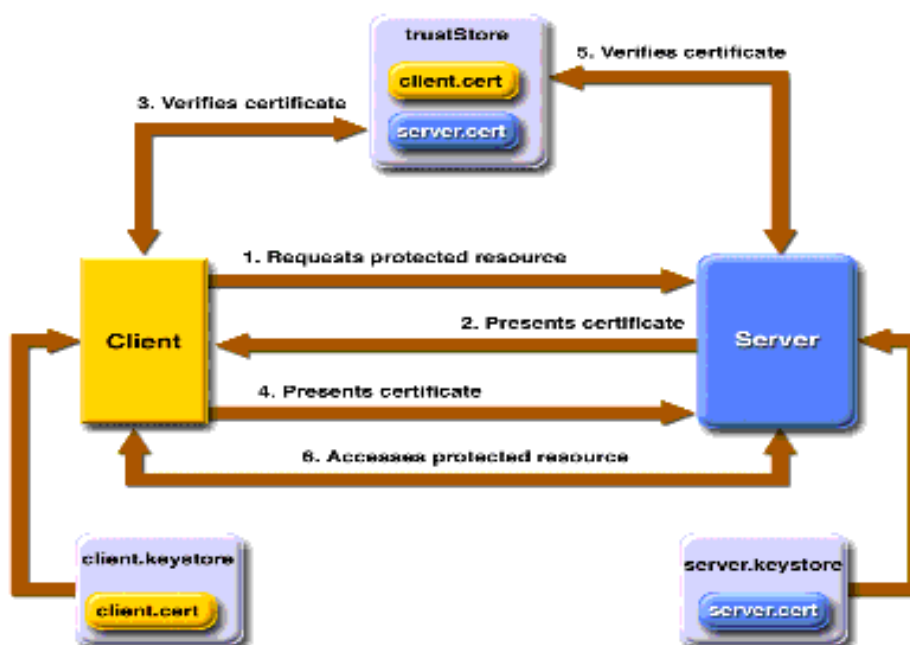 trustStore
5. Verifies certificate
client.cert
3. Verifies certificate
server.cert
1. Requests protected resource
2. Presents certificate
Client
Server
4. Presents certificate
6. Accesses protected resource
client.keystore
server.keystore
client.cert
server.cert